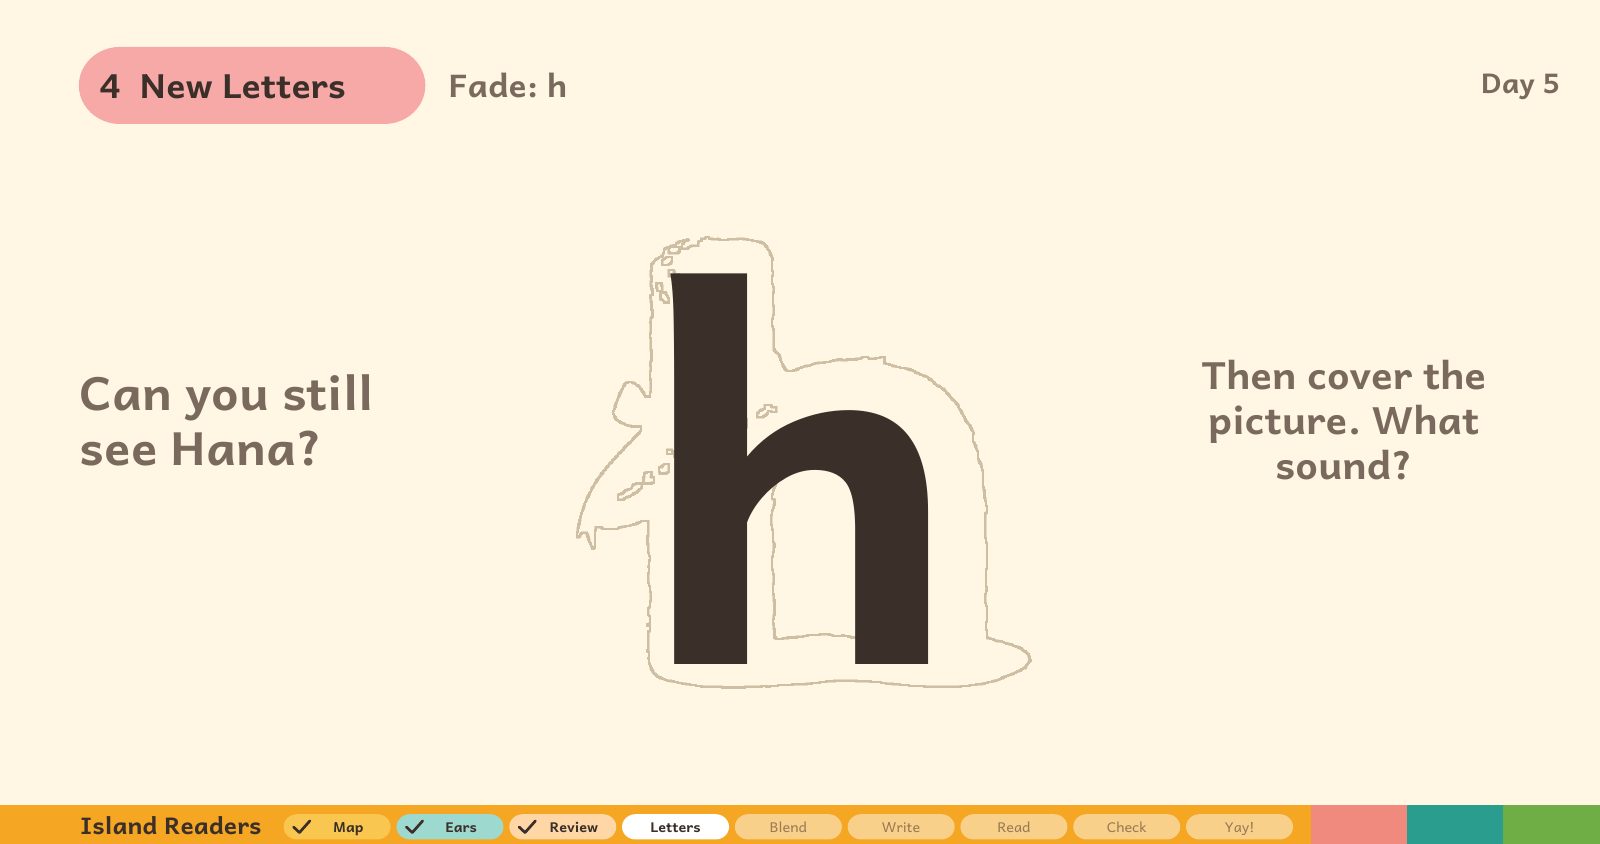 4 New Letters
Fade: h
Day 5
Can you still
see Hana?
h
Then cover the
picture. What
sound?
Island Readers
Map
Ears
Review
Letters
Blend
Write
Read
Check
Yay!